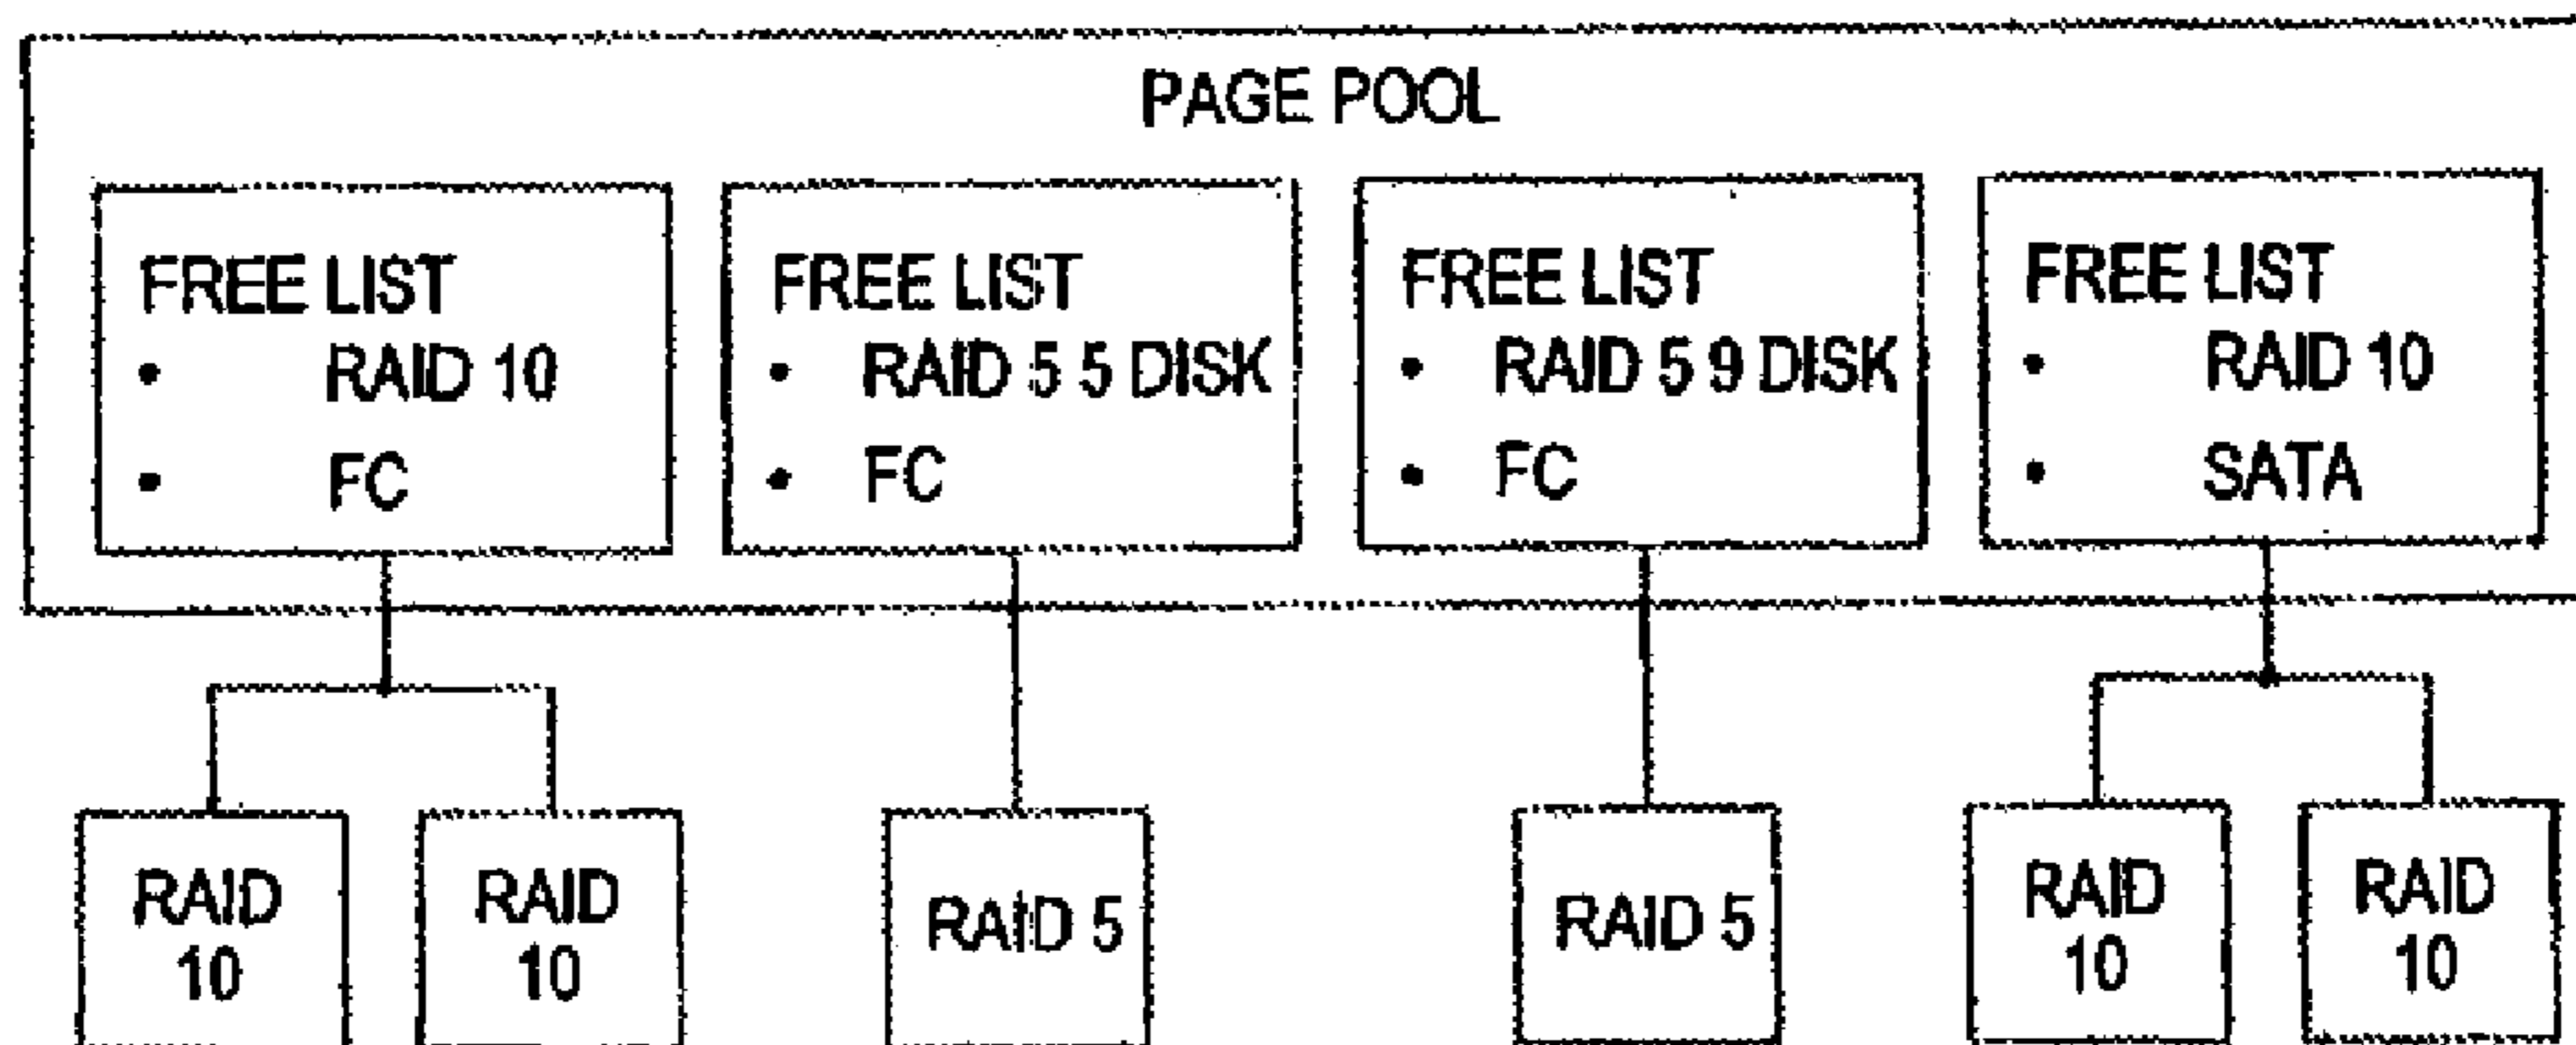 PAGE POOL
FREE LIST
• RAID 10
• FC
FREE LIST
• RAID 5 5 DISK
• FC
FREE LIST
• RAID 5 9 DISK
• FC
FREE LIST
• RAID 10
• SATA
RAID
10
RAID
10
RAID 5
RAID 5
RAID
10
RAID
10